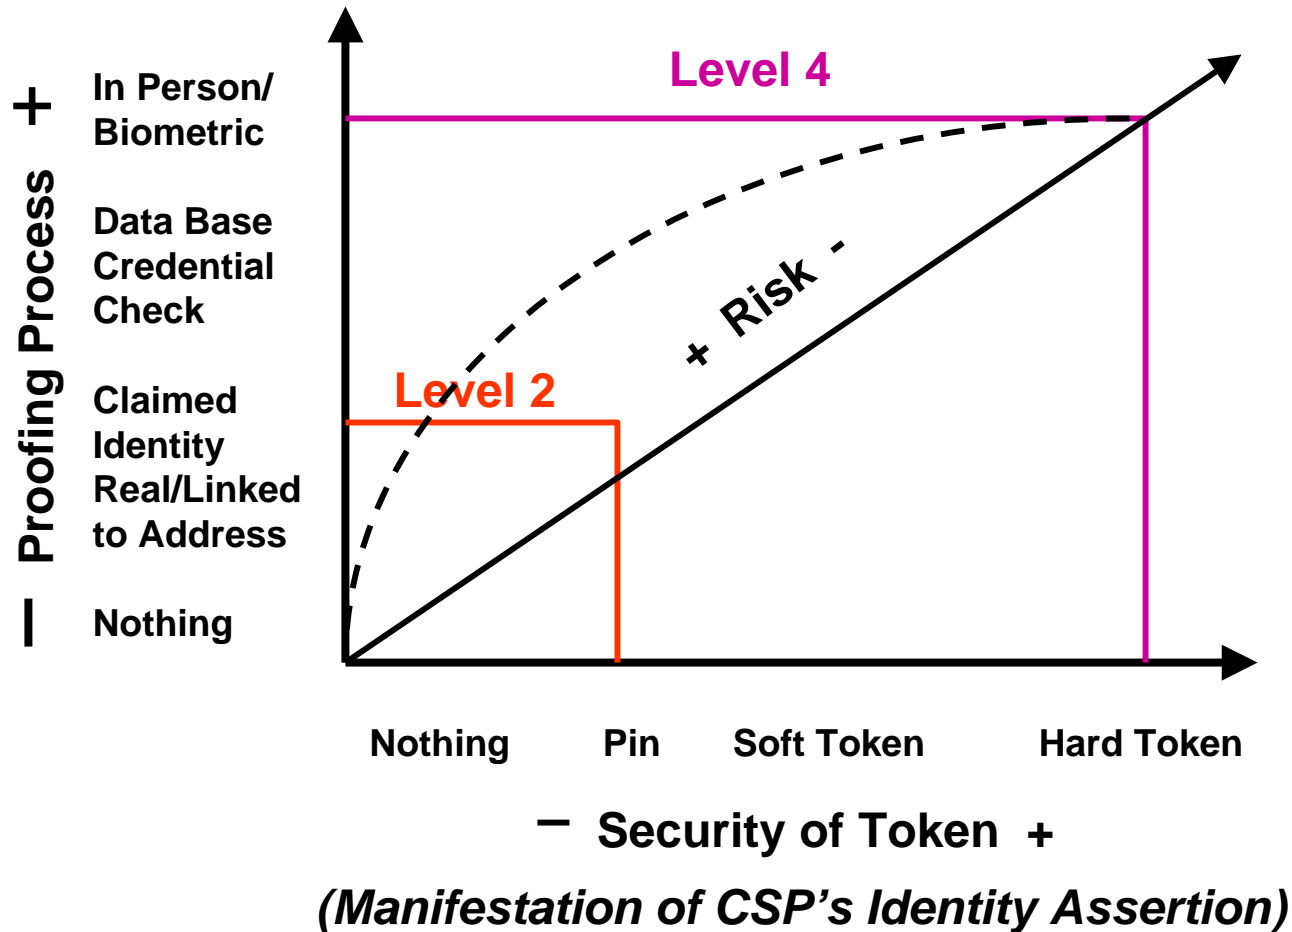 +
Proofing Process
−
In Person/
Biometric
Data Base
Credential
Check
Claimed
Identity
Real/Linked
to Address
Nothing
Level 4
+ Risk -
Level 2
Nothing
Pin
Soft Token
Hard Token
− Security of Token +
(Manifestation of CSP's Identity Assertion)